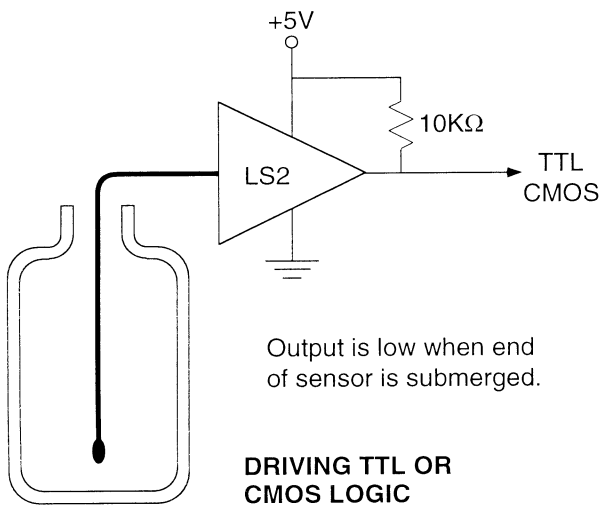 +5V
10KΩ
LS2
TTL
CMOS
Output is low when end
of sensor is submerged.
DRIVING TTL OR
CMOS LOGIC